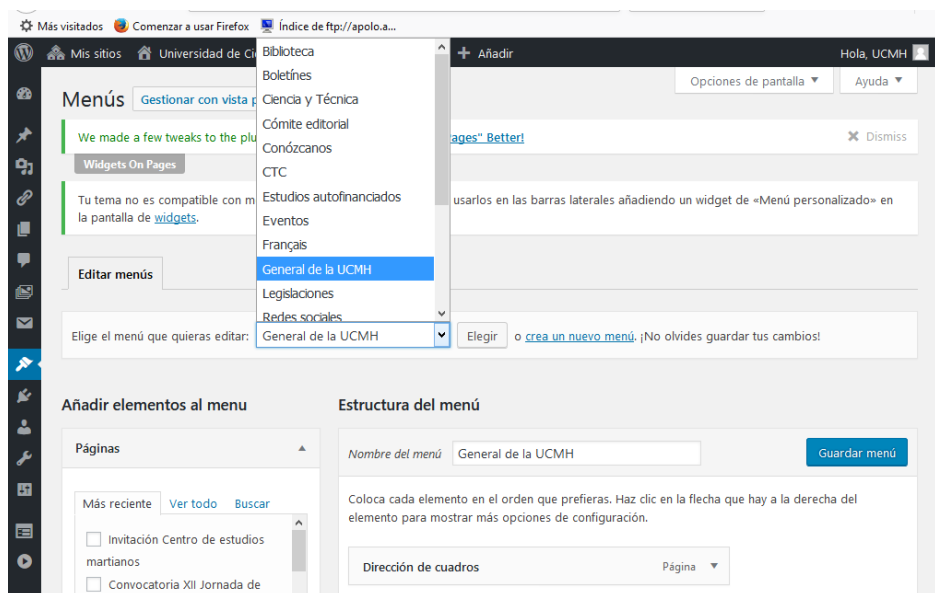 Más visitados Comenzar a usar Firefox Índice de ftp://apolo.a...
Mis sitios Universidad de Ci Añadir Hola, UCMH
Biblioteca
Boletínes
Ciencia y Técnica
Cómite editorial
Conózcanos
CTC
Estudios autofinanciados
Eventos
Français
General de la UCMH
Legislaciones
Redes sociales
Opciones de pantalla Ayuda
Menús Gestionar con vista p
We made a few tweaks to the plu ages" Better! Dismiss
Widgets On Pages
Tu tema no es compatible con m usarlos en las barras laterales añadiendo un widget de «Menú personalizado» en
la pantalla de widgets.
Editar menús
Elige el menú que quieras editar: General de la UCMH Elegir o crea un nuevo menú. ¡No olvides guardar tus cambios!
Añadir elementos al menu
Páginas
Más reciente Ver todo Buscar
Invitación Centro de estudios
martianos
Convocatoria XII Jornada de
Estructura del menú
Nombre del menú General de la UCMH Guardar menú
Coloca cada elemento en el orden que prefieras. Haz clic en la flecha que hay a la derecha del
elemento para mostrar más opciones de configuración.
Dirección de cuadros Página